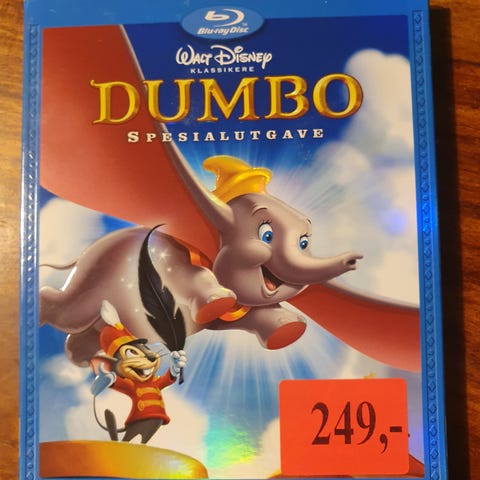 Blu-ray Disc
WALT DISNEY
KLASSIKERE
DUMBO
SPESIALUTGAVE
249,-